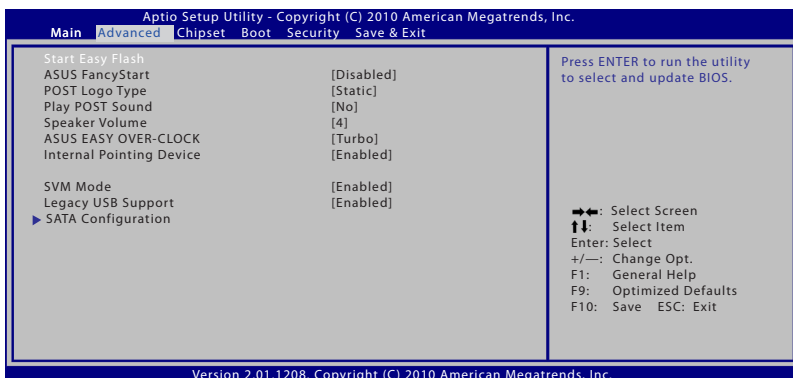 Aptio Setup Utility - Copyright (C) 2010 American Megatrends, Inc.
Main Advanced Chipset Boot Security Save & Exit
Start Easy Flash
ASUS FancyStart [Disabled]
POST Logo Type [Static]
Play POST Sound [No]
Speaker Volume [4]
ASUS EASY OVER-CLOCK [Turbo]
Internal Pointing Device [Enabled]
SVM Mode [Enabled]
Legacy USB Support [Enabled]
SATA Configuration
Press ENTER to run the utility
to select and update BIOS.
→←: Select Screen
↑↓: Select Item
Enter: Select
+/—: Change Opt.
F1: General Help
F9: Optimized Defaults
F10: Save ESC: Exit
Version 2.01.1208. Copyright (C) 2010 American Megatrends, Inc.